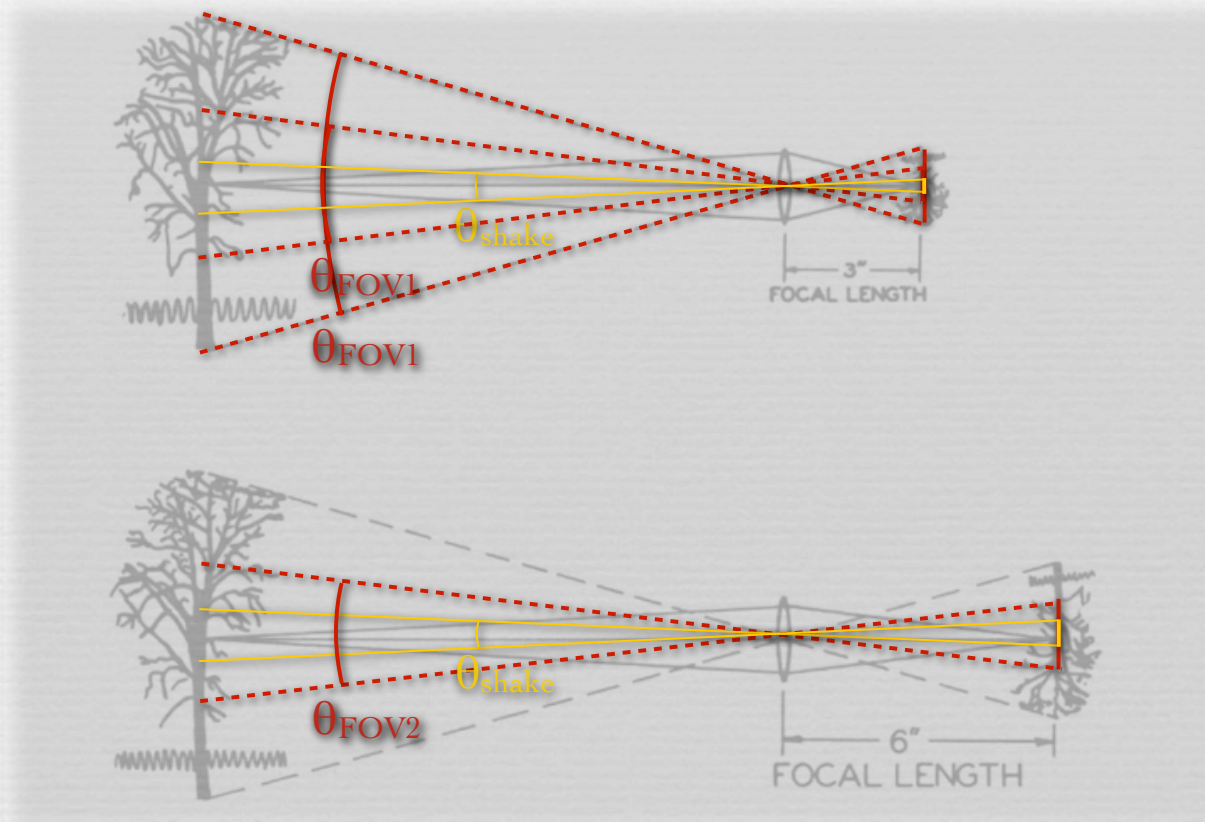 θshake
3″
FOCAL LENGTH
θFOV1
θFOV1
θshake
θFOV2
6″
FOCAL LENGTH